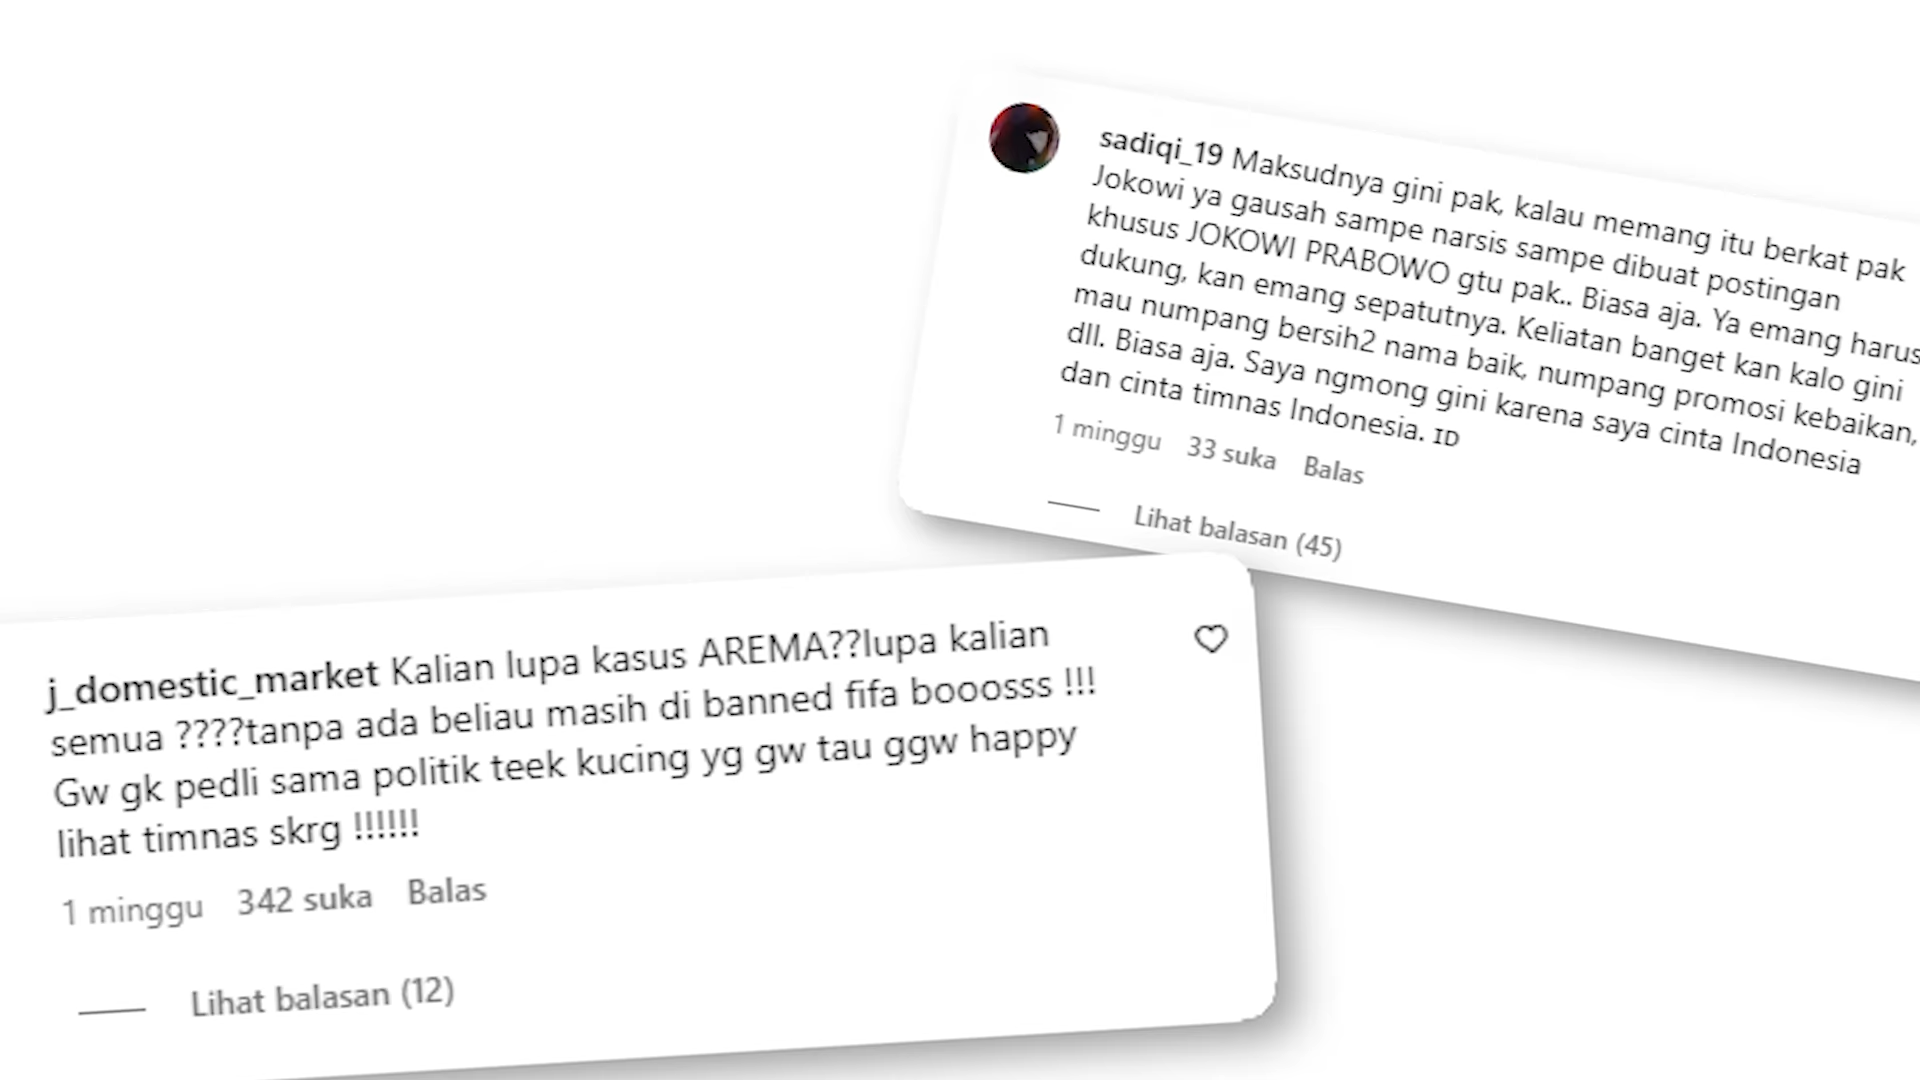 sadiqi_19 Maksudnya gini pak, kalau memang itu berkat pak
Jokowi ya gausah sampe narsis sampe dibuat postingan
khusus JOKOWI PRABOWO gtu pak.. Biasa aja. Ya emang harus
dukung, kan emang sepatutnya. Keliatan banget kan kalo gini
mau numpang bersih2 nama baik, numpang promosi kebaikan,
dll. Biasa aja. Saya ngmong gini karena saya cinta Indonesia
dan cinta timnas Indonesia. ID
1 minggu 33 suka Balas
Lihat balasan (45)
j_domestic_market Kalian lupa kasus AREMA??lupa kalian
semua ????tanpa ada beliau masih di banned fifa booosss !!!
Gw gk pedli sama politik teek kucing yg gw tau ggw happy
lihat timnas skrg !!!!!!
1 minggu 342 suka Balas
Lihat balasan (12)